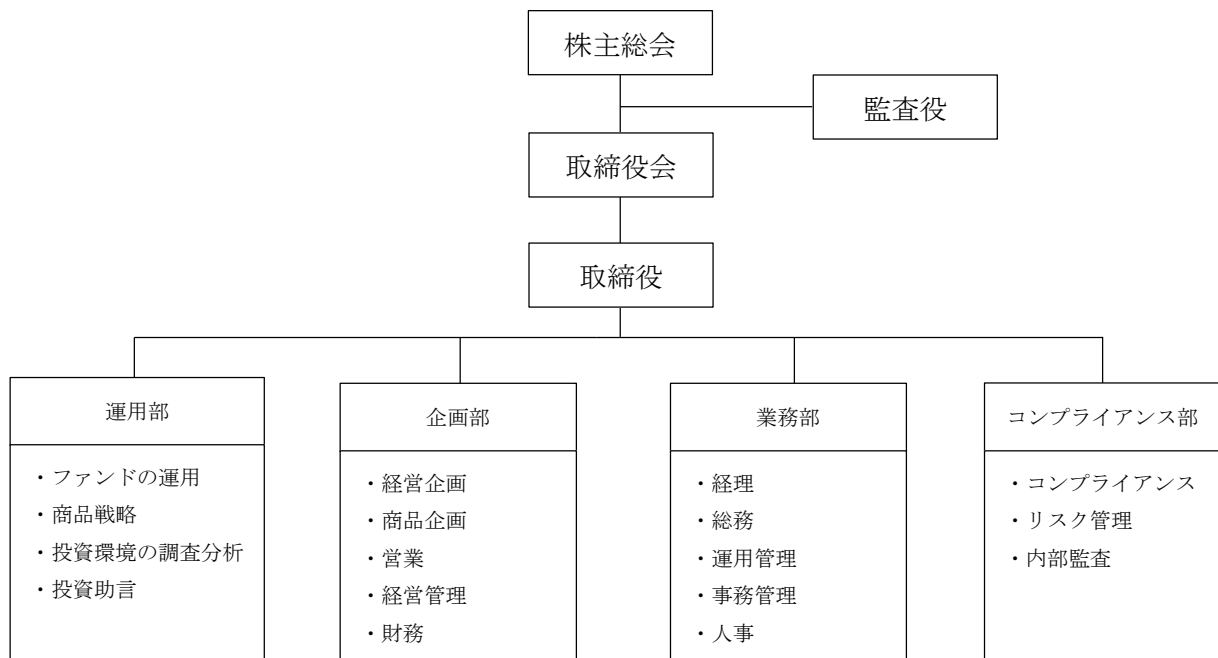 株主総会
監査役
取締役会
取締役
運用部
・ファンドの運用
・商品戦略
・投資環境の調査分析
・投資助言
企画部
・経営企画
・商品企画
・営業
・経営管理
・財務
業務部
・経理
・総務
・運用管理
・事務管理
・人事
コンプライアンス部
・コンプライアンス
・リスク管理
・内部監査